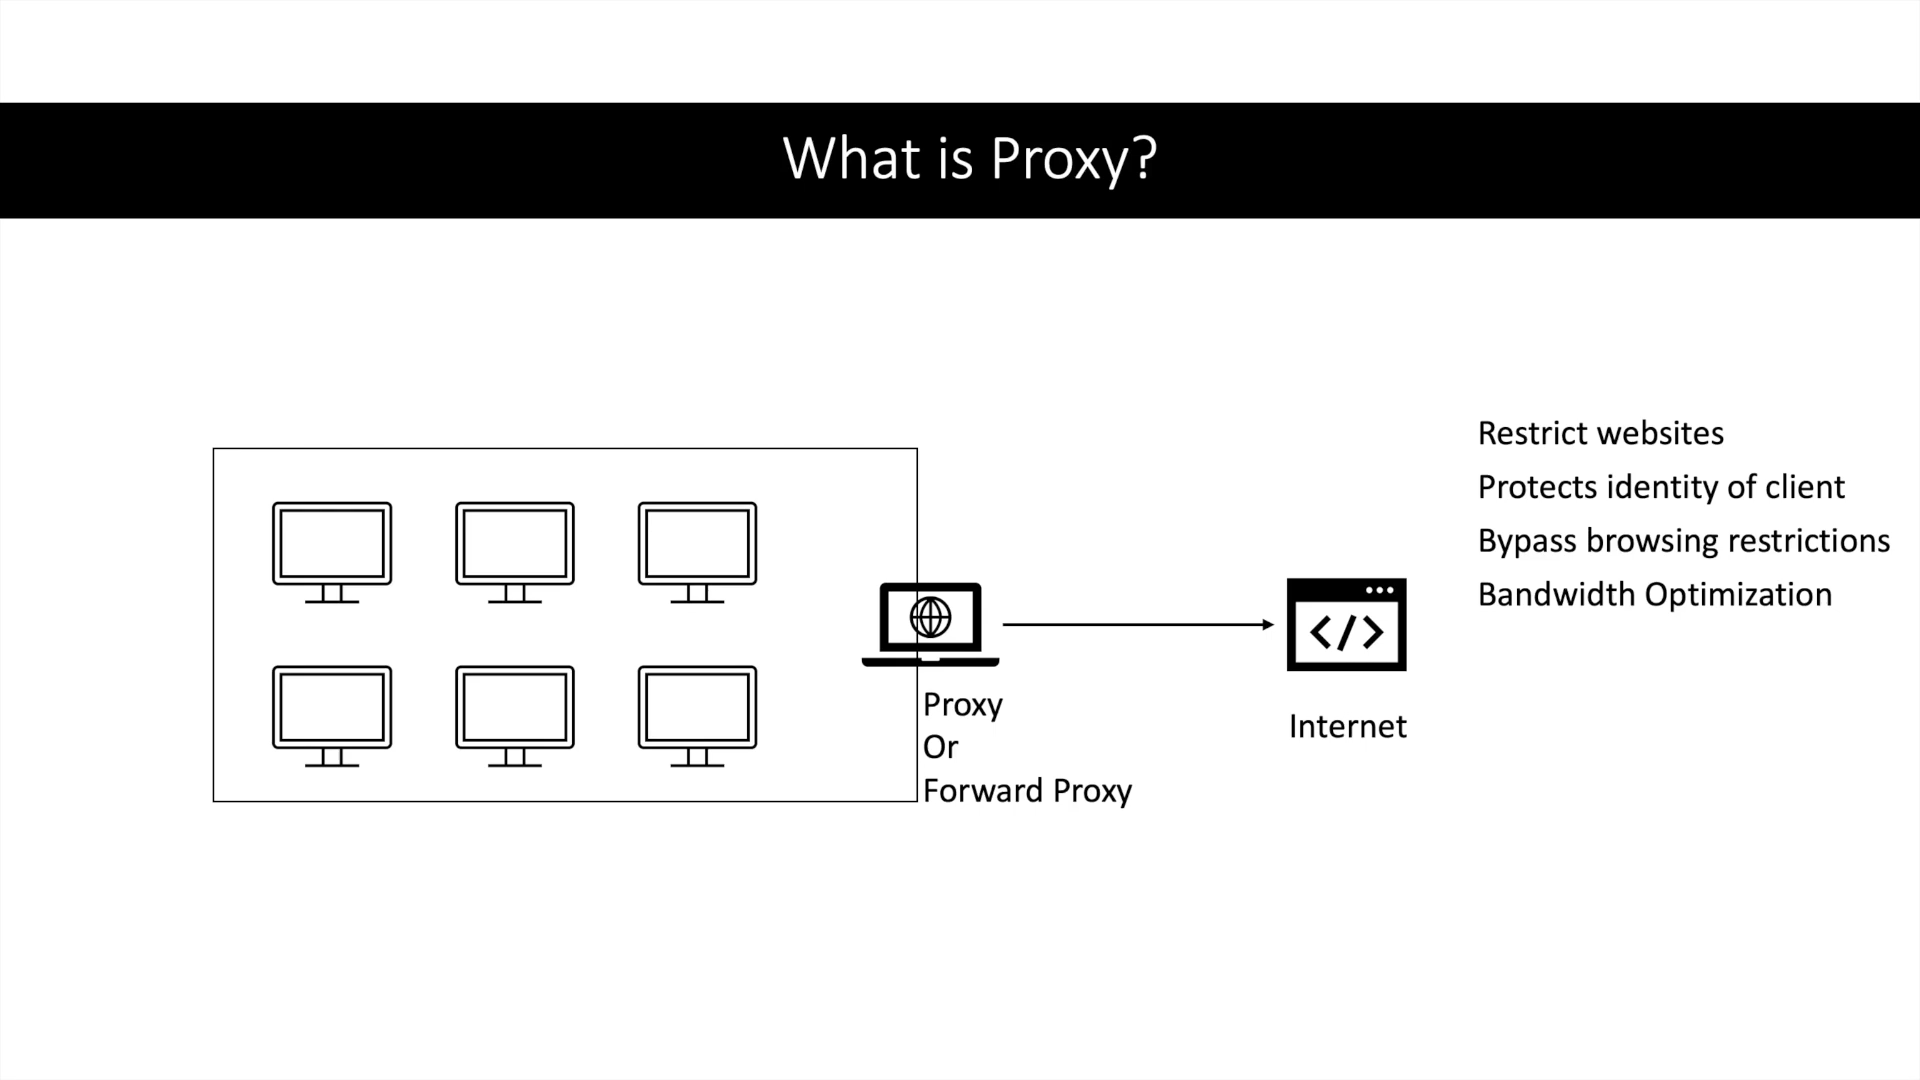 What is Proxy?
Restrict websites
Protects identity of client
Bypass browsing restrictions
Bandwidth Optimization
</>
Proxy
Or
Forward Proxy
Internet